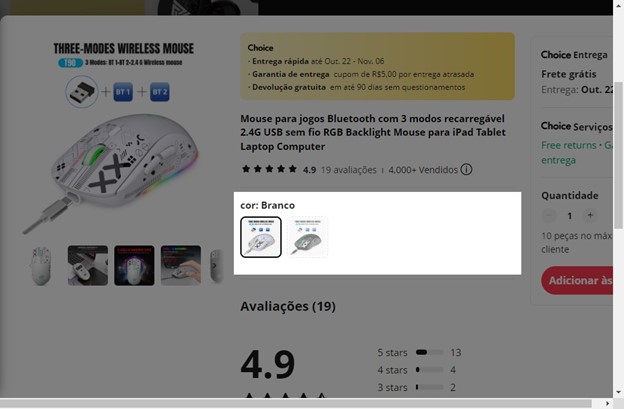 THREE-MODES WIRELESS MOUSE
T90 3 Modes: BT 1+BT 2+2.4 G Wireless mouse
+ BT 1 + BT 2
Choice
· Entrega rápida até Out. 22 - Nov. 06
· Garantia de entrega cupom de R$5,00 por entrega atrasada
· Devolução gratuita em até 90 dias sem questionamentos
Mouse para jogos Bluetooth com 3 modos recarregável
2.4G USB sem fio RGB Backlight Mouse para iPad Tablet
Laptop Computer
4.9 19 avaliações 4,000+ Vendidos
cor: Branco
Avaliações (19)
4.9
5 stars 13
4 stars 4
3 stars 2
Choice Entrega
Frete grátis
Entrega: Out. 22
Choice Serviços
Free returns · Ga
entrega
Quantidade
− 1 +
10 peças no máx
cliente
Adicionar às